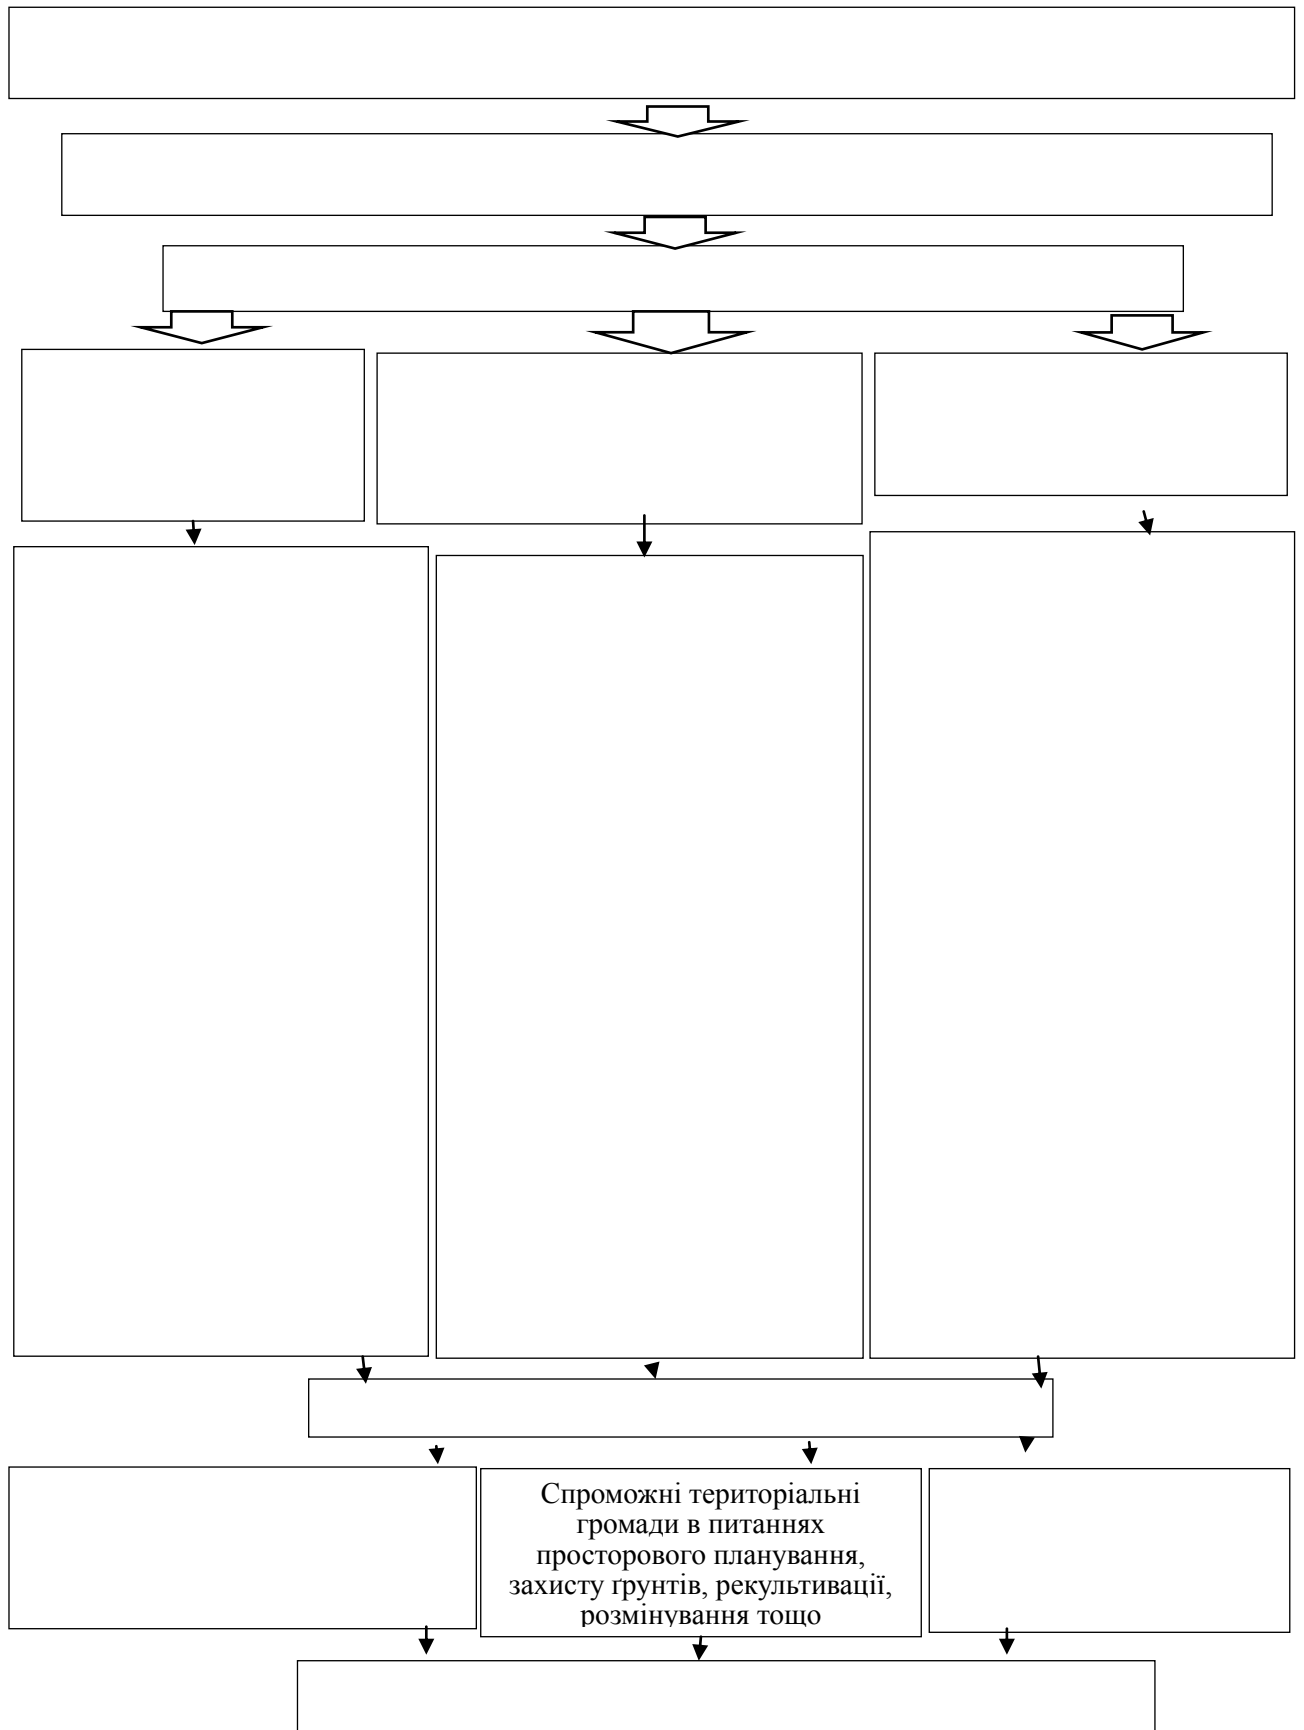 Спроможні територіальні
громади в питаннях
просторового планування,
захисту ґрунтів, рекультивації,
розмінування тощо